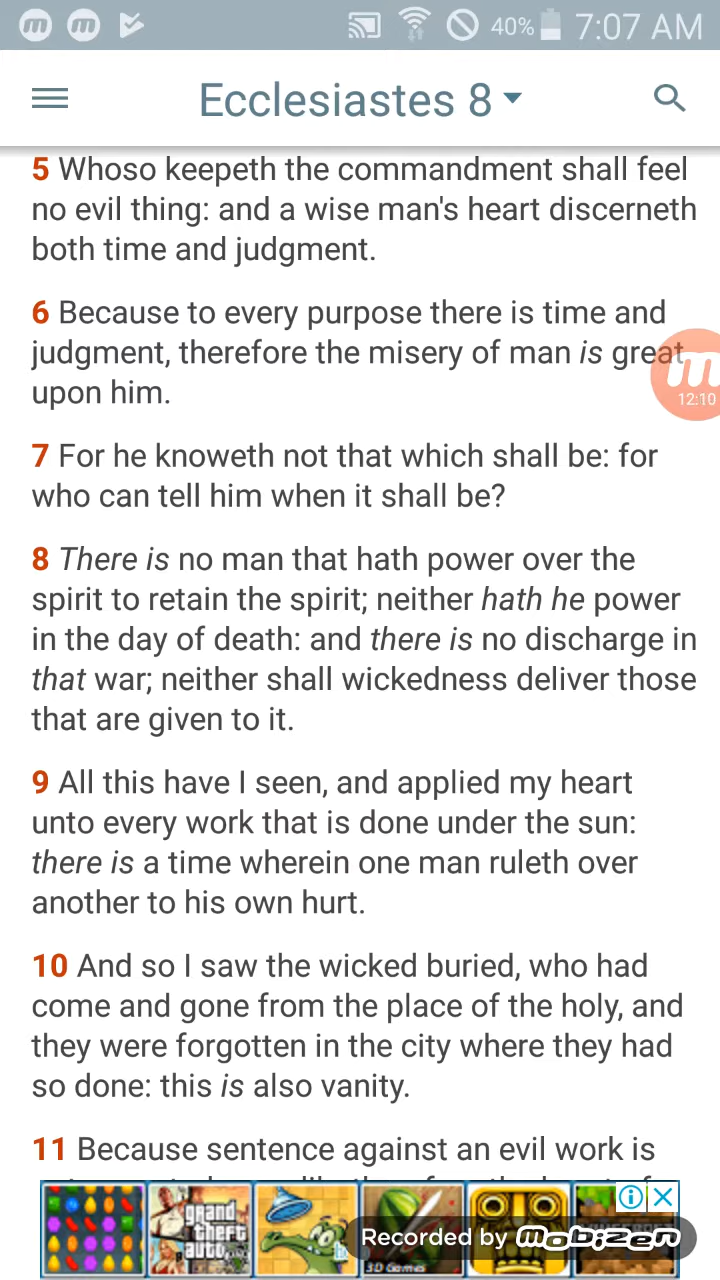 40% 7:07 AM
Ecclesiastes 8
5 Whoso keepeth the commandment shall feel
no evil thing: and a wise man's heart discerneth
both time and judgment.
6 Because to every purpose there is time and
judgment, therefore the misery of man is great
upon him.
m
12:10
7 For he knoweth not that which shall be: for
who can tell him when it shall be?
8 There is no man that hath power over the
spirit to retain the spirit; neither hath he power
in the day of death: and there is no discharge in
that war; neither shall wickedness deliver those
that are given to it.
9 All this have I seen, and applied my heart
unto every work that is done under the sun:
there is a time wherein one man ruleth over
another to his own hurt.
10 And so I saw the wicked buried, who had
come and gone from the place of the holy, and
they were forgotten in the city where they had
so done: this is also vanity.
11 Because sentence against an evil work is
grand
theft
auto
3D Games
Recorded by mobizen